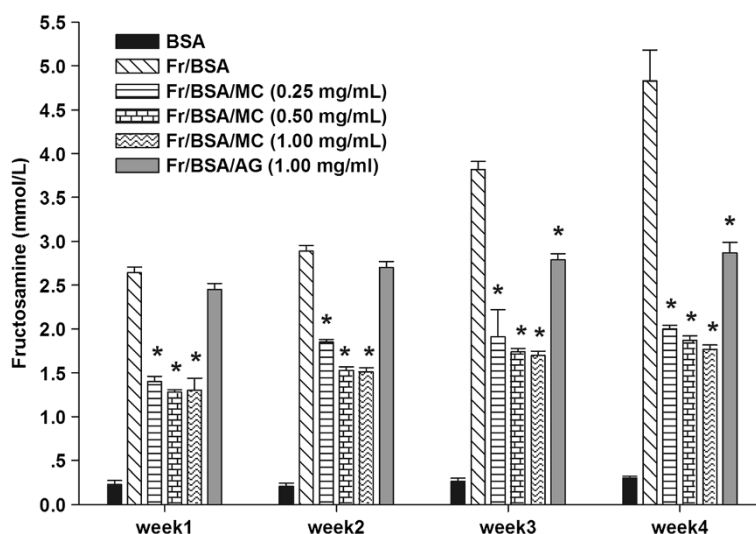 5.5
5.0
4.5
4.0
3.5
3.0
2.5
2.0
1.5
1.0
.5
0.0
Fructosamine (mmol/L)
BSA
Fr/BSA
Fr/BSA/MC (0.25 mg/mL)
Fr/BSA/MC (0.50 mg/mL)
Fr/BSA/MC (1.00 mg/mL)
Fr/BSA/AG (1.00 mg/ml)
* * *
* * *
* * * *
* * * *
week1 week2 week3 week4